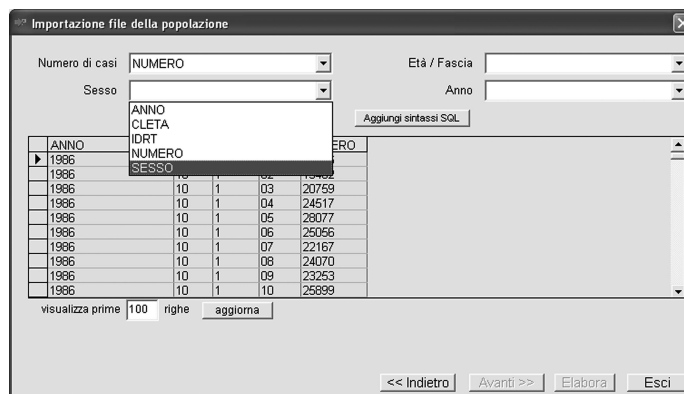 Importazione file della popolazione
Numero di casi NUMERO Età / Fascia
Sesso Anno
ANNO
CLETA
IDRT
NUMERO
SESSO
Aggiungi sintassi SQL
ANNO ERO
1986
1986
1986 10 1 03 20759
1986 10 1 04 24517
1986 10 1 05 28077
1986 10 1 06 25056
1986 10 1 07 22167
1986 10 1 08 24070
1986 10 1 09 23253
1986 10 1 10 25899
visualizza prime 100 righe aggiorna
<< Indietro Avanti >> Elabora Esci